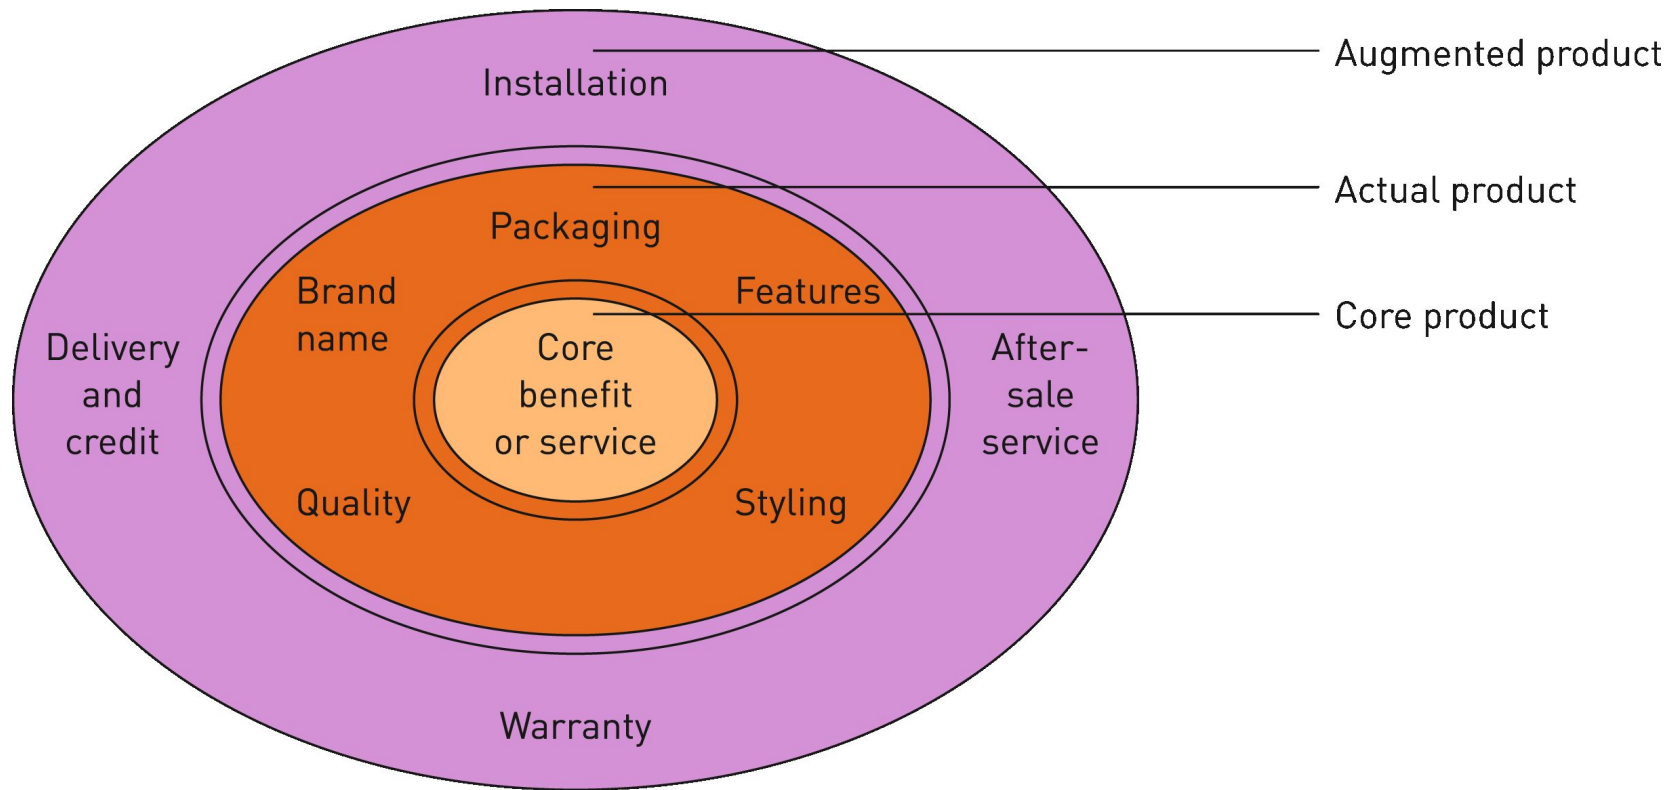 Augmented product
Installation
Actual product
Packaging
Brand
name
Features
Core product
Delivery
and
credit
Core
benefit
or service
After-
sale
service
Quality
Styling
Warranty